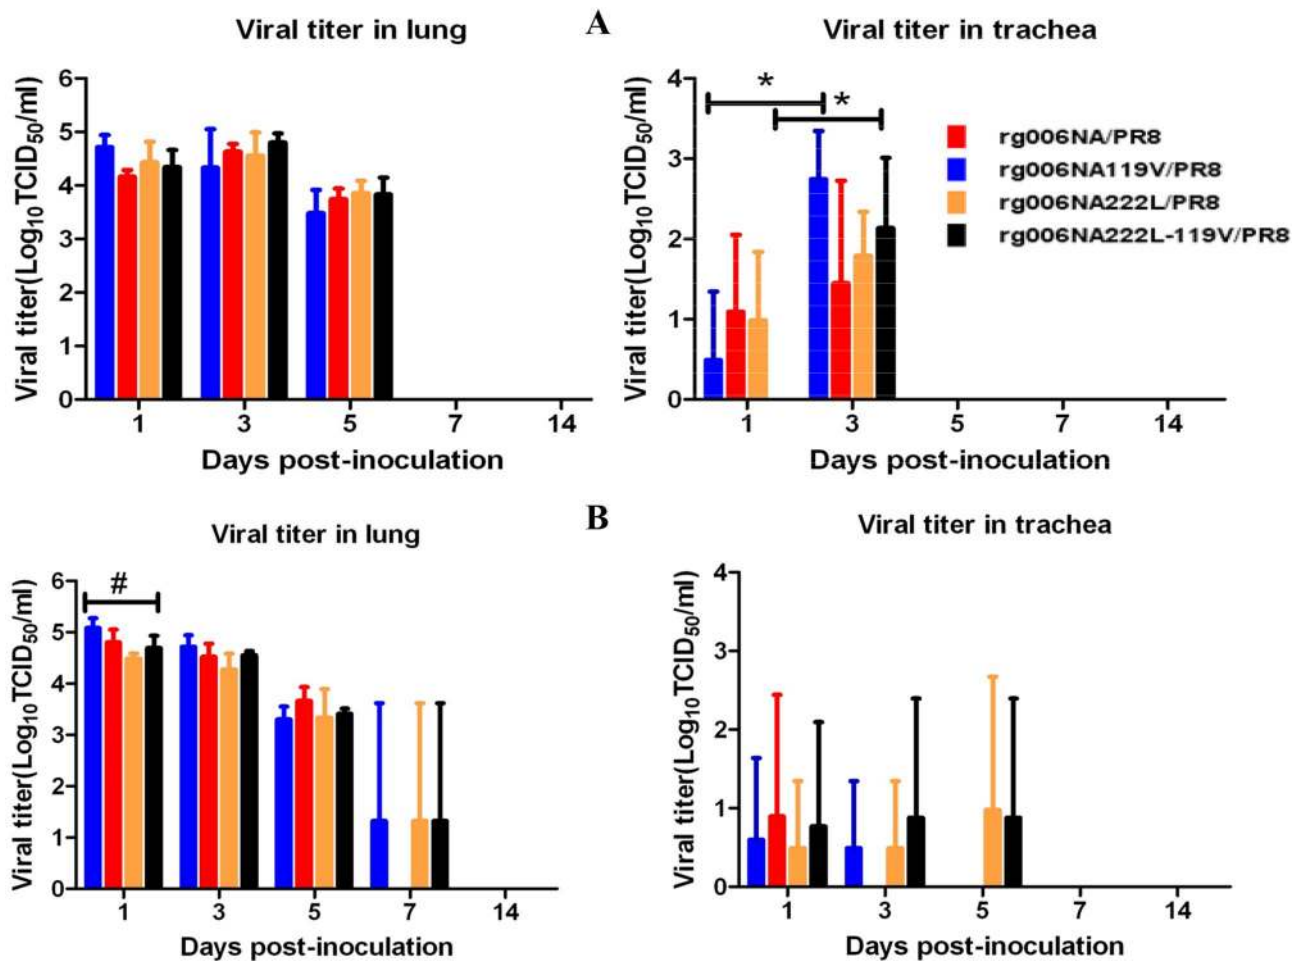 Viral titer in lung
A
Viral titer in trachea
Viral titer(Log10TCID50/ml)
6
5
4
3
2
1
0
1 3 5 7 14
Days post-inoculation
Viral titer(Log10TCID50/ml)
4
3
2
1
0
* *
rg006NA/PR8
rg006NA119V/PR8
rg006NA222L/PR8
rg006NA222L-119V/PR8
1 3 5 7 14
Days post-inoculation
B
Viral titer in lung
Viral titer in trachea
Viral titer(Log10TCID50/ml)
6
5
4
3
2
1
0
#
1 3 5 7 14
Days post-inoculation
Viral titer(Log10TCID50/ml)
4
3
2
1
0
1 3 5 7 14
Days post-inoculation